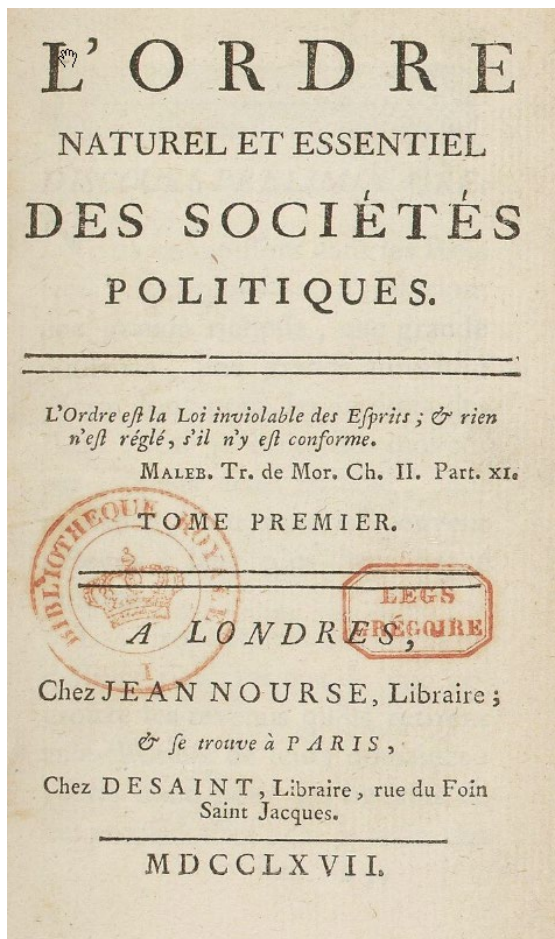 L'ORDRE
NATUREL ET ESSENTIEL
DES SOCIÉTÉS
POLITIQUES.
L'Ordre eſt la Loi inviolable des Eſprits ; & rien
n'eſt réglé, s'il n'y eſt conforme.
MALEB. Tr. de Mor. Ch. II. Part. XI.
TOME PREMIER.
BIBLIOTHEQUE ROYALE
I
LEGS
GRÉGOIRE
A LONDRES,
Chez JEAN NOURSE, Libraire ;
& ſe trouve à PARIS,
Chez DESAINT, Libraire, rue du Foin
Saint Jacques.
MDCCLXVII.